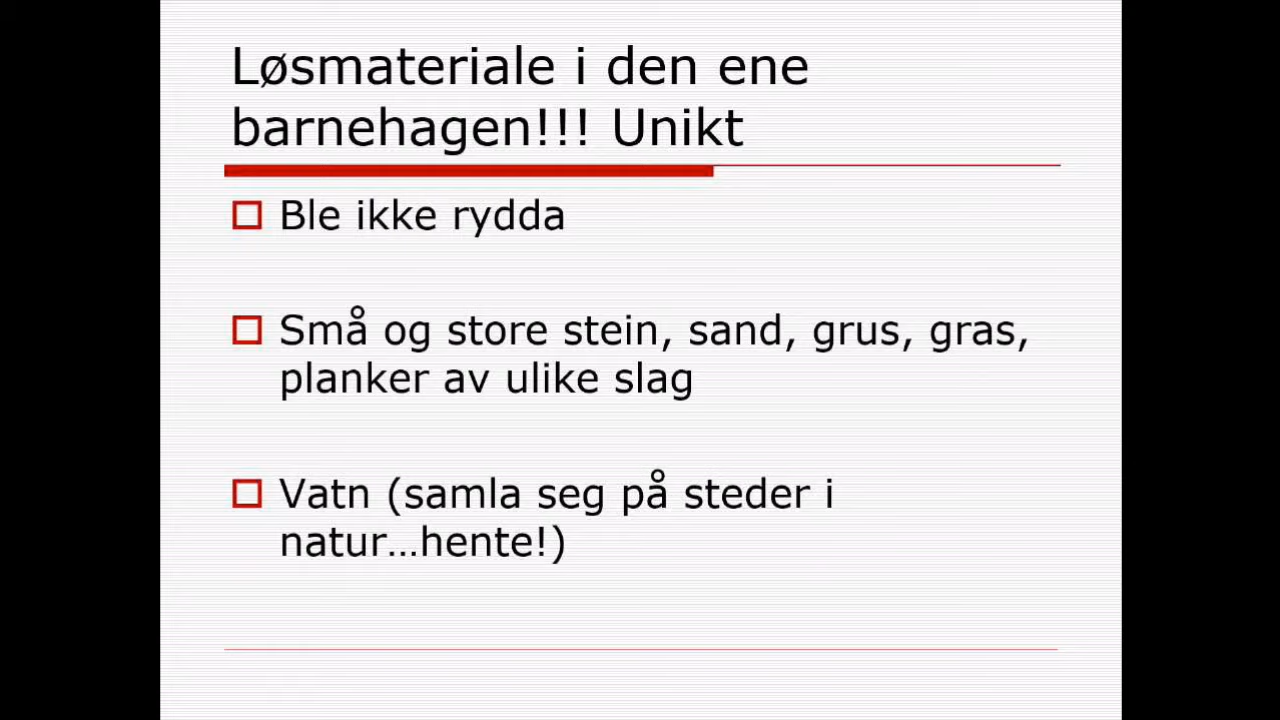 Løsmateriale i den ene
barnehagen!!! Unikt
Ble ikke rydda
Små og store stein, sand, grus, gras,
planker av ulike slag
Vatn (samla seg på steder i
natur…hente!)